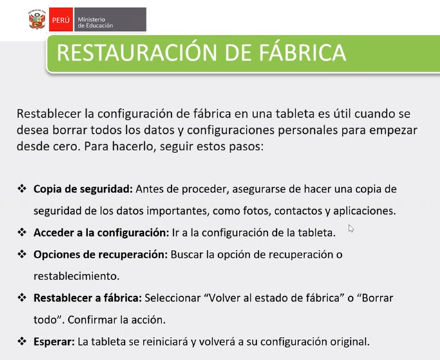 PERÚ
Ministerio
de Educación
RESTAURACIÓN DE FÁBRICA
Restablecer la configuración de fábrica en una tableta es útil cuando se
desea borrar todos los datos y configuraciones personales para empezar
desde cero. Para hacerlo, seguir estos pasos:
❖ Copia de seguridad: Antes de proceder, asegurarse de hacer una copia de
seguridad de los datos importantes, como fotos, contactos y aplicaciones.
❖ Acceder a la configuración: Ir a la configuración de la tableta.
❖ Opciones de recuperación: Buscar la opción de recuperación o
restablecimiento.
❖ Restablecer a fábrica: Seleccionar “Volver al estado de fábrica” o “Borrar
todo”. Confirmar la acción.
❖ Esperar: La tableta se reiniciará y volverá a su configuración original.